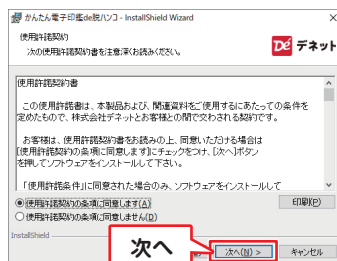 かんたん電子印鑑de脱ハンコ - InstallShield Wizard
使用許諾契約
次の使用許諾契約書を注意深くお読みください。
De デネット
使用許諾契約書
この使用許諾書は、本製品および、関連資料をご使用するにあたっての条件を
定めたもので、株式会社デネットとお客様との間で交わされる契約です。
お客様は、使用許諾契約書をお読みの上、同意いただける場合は
[使用許諾契約の条項に同意します]にチェックをつけ、[次へ]ボタン
を押してソフトウェアをインストールして下さい。
「使用許諾条件」に同意された場合のみ、ソフトウェアをインストールして
使用許諾契約の条項に同意します(A)
印刷(P)
使用許諾契約の条項に同意しません(D)
InstallShield
次へ
次へ(N) >
キャンセル